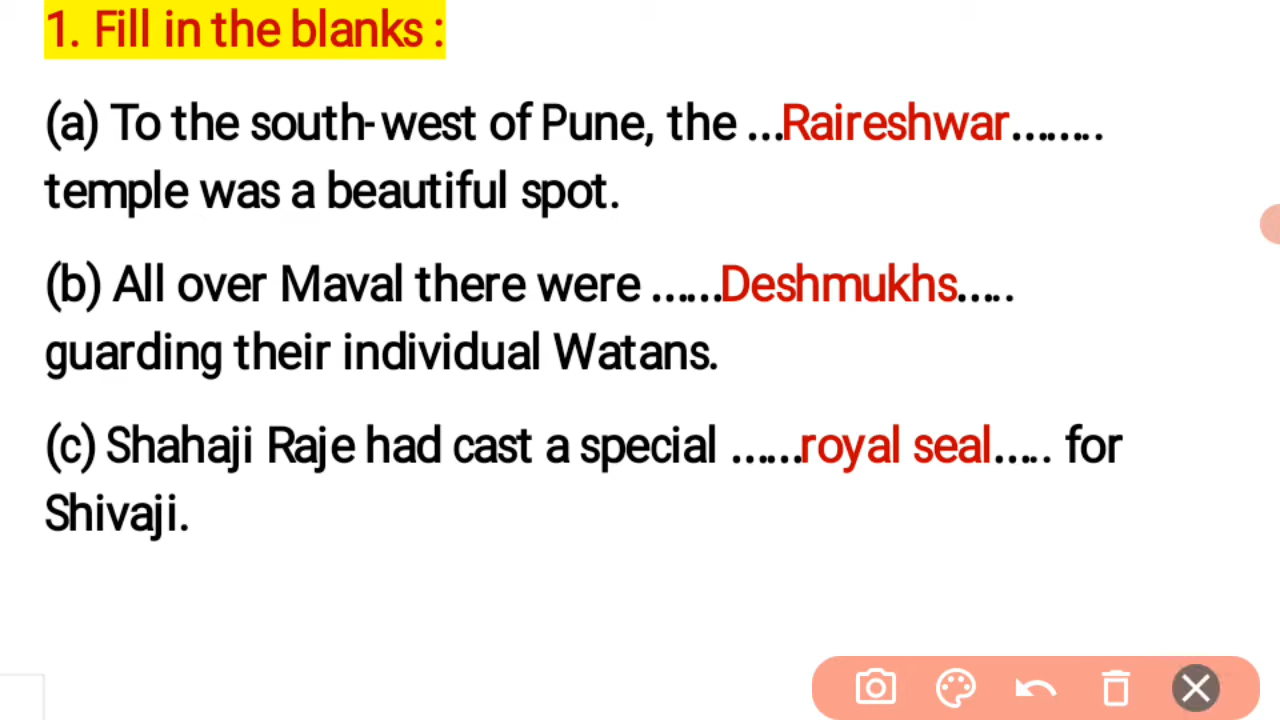 1. Fill in the blanks :
(a) To the south-west of Pune, the ...Raireshwar........
temple was a beautiful spot.
(b) All over Maval there were ......Deshmukhs.....
guarding their individual Watans.
(c) Shahaji Raje had cast a special ......royal seal..... for
Shivaji.